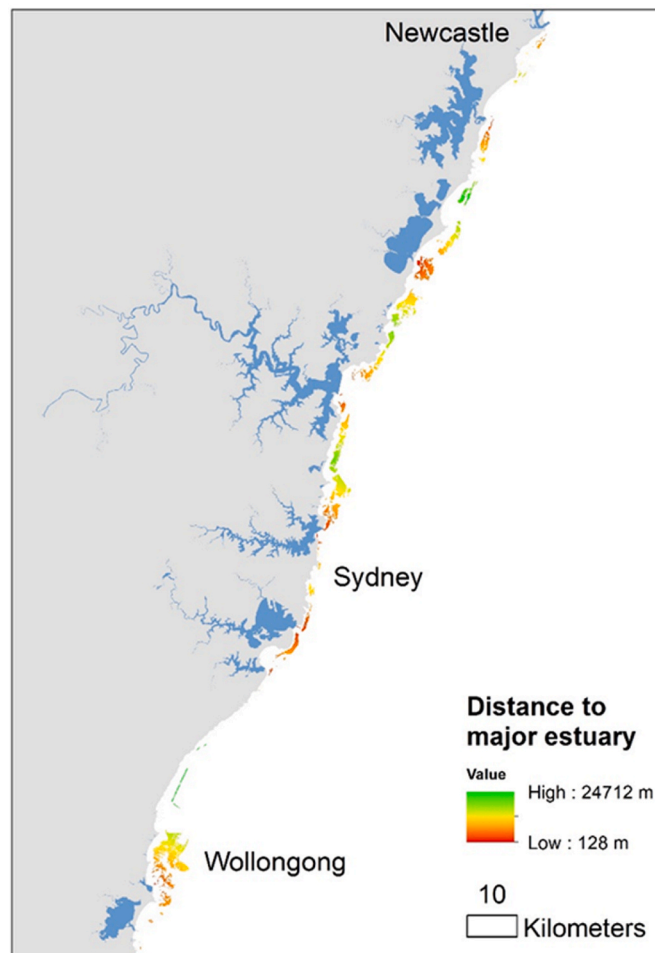 Newcastle
Sydney
Wollongong
Distance to
major estuary
Value
High : 24712 m
Low : 128 m
10
Kilometers